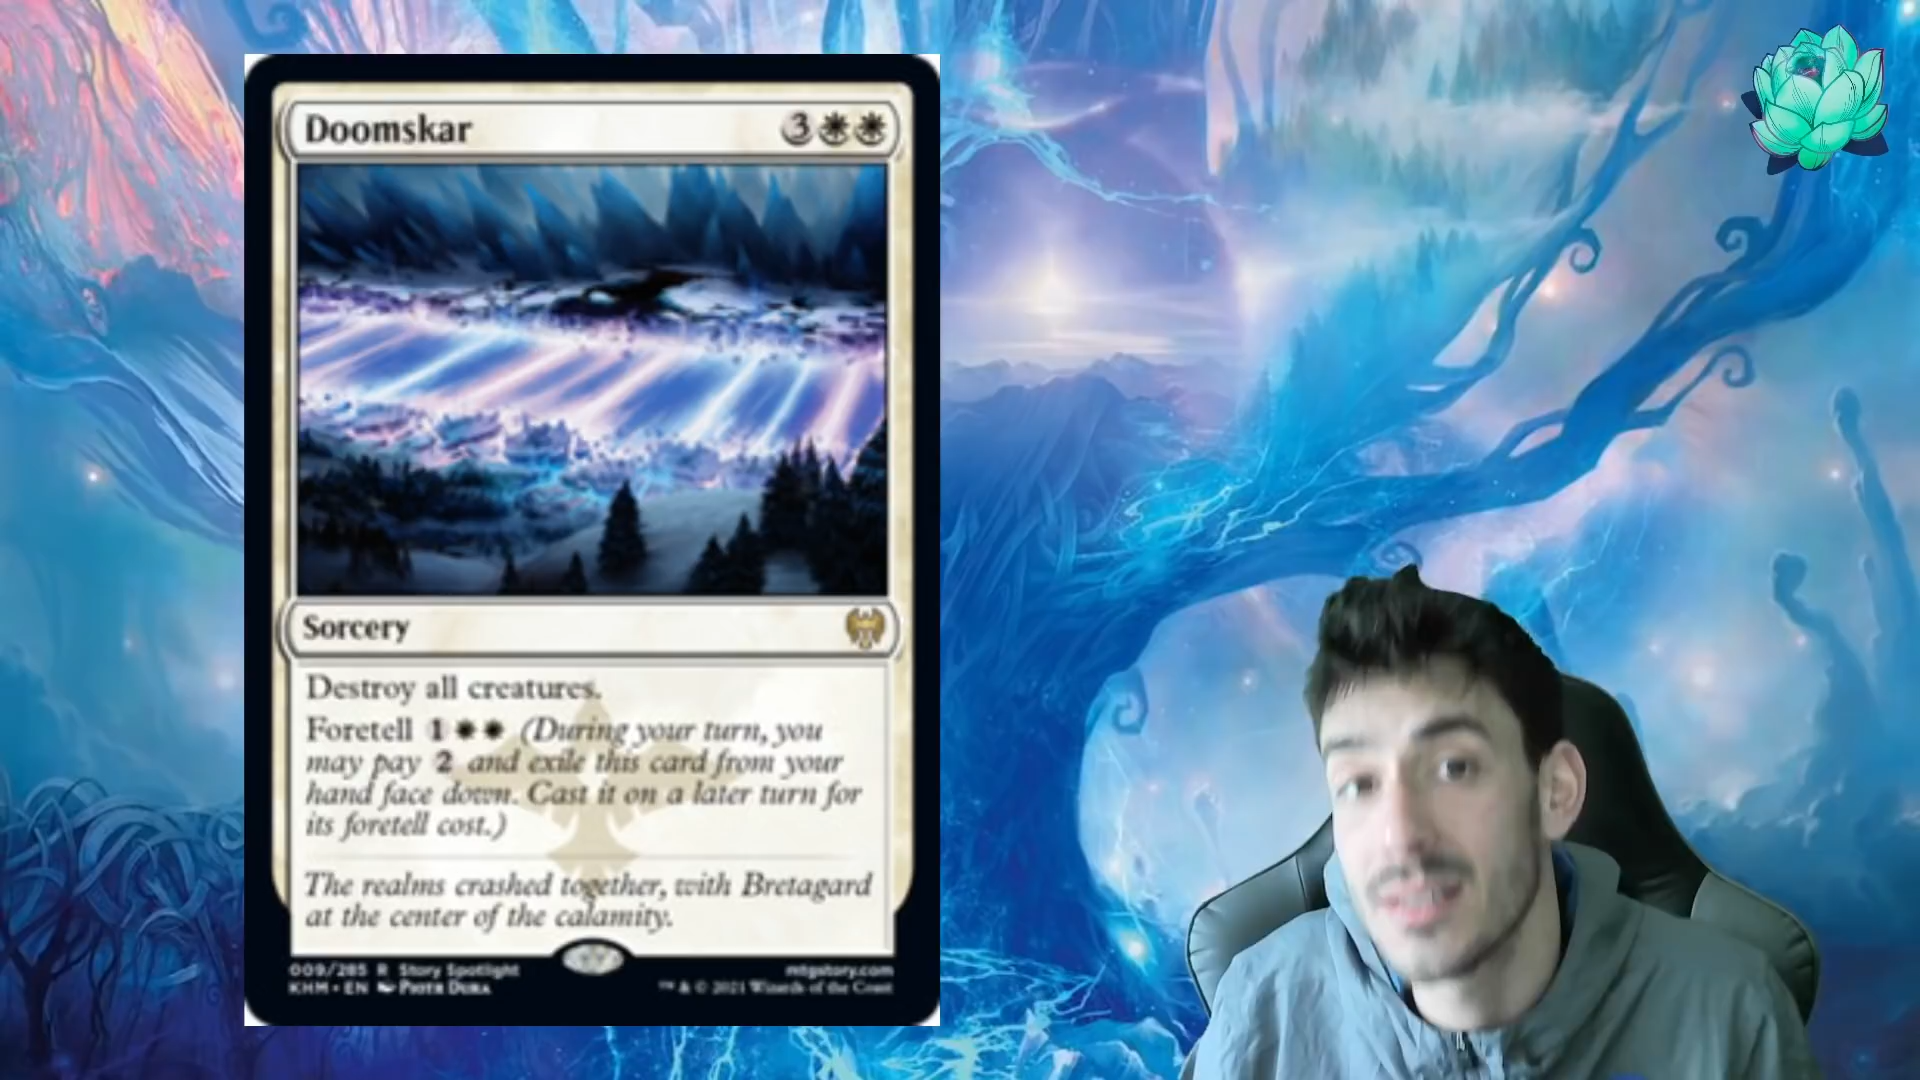 Doomskar 3
Sorcery
Destroy all creatures.
Foretell 1 (During your turn, you
may pay 2 and exile this card from your
hand face down. Cast it on a later turn for
its foretell cost.)
The realms crashed together, with Bretagard
at the center of the calamity.
009/285 R Story Spotlight
mtgstory.com
KHM • EN Piotr Dura
™ & © 2021 Wizards of the Coast